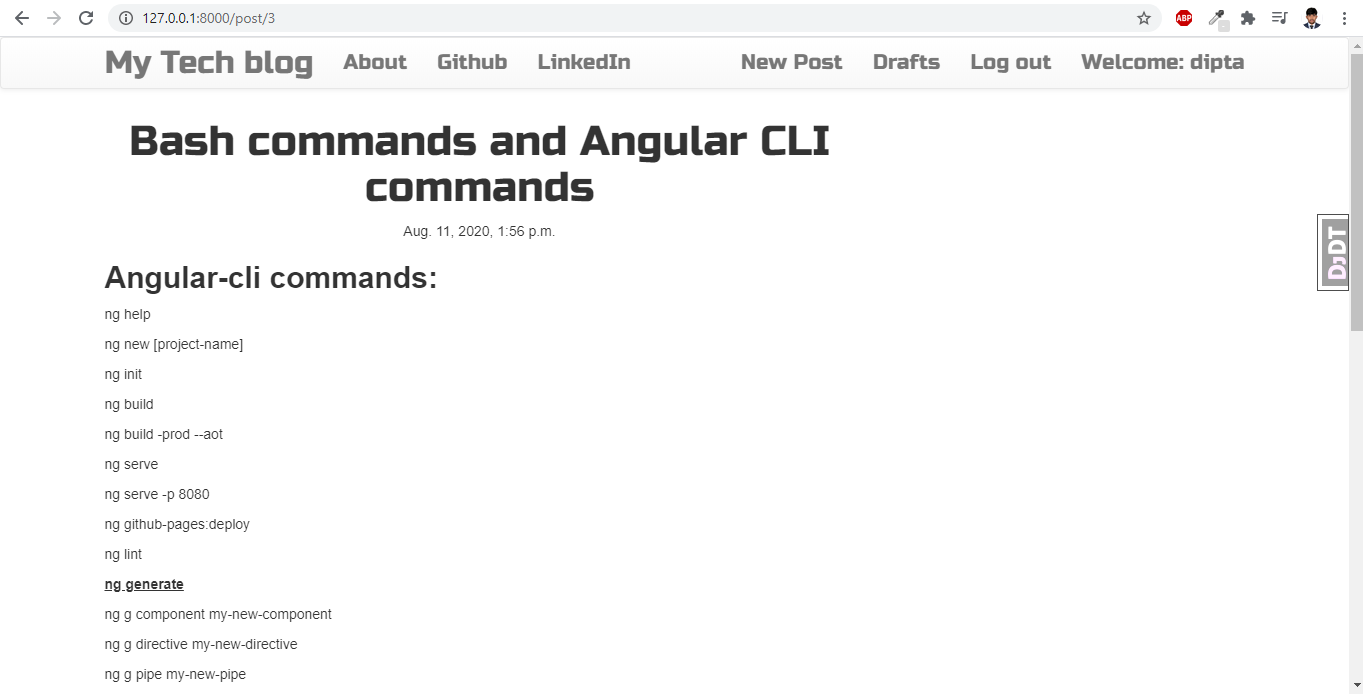 127.0.0.1:8000/post/3
ABP
My Tech blog About Github LinkedIn New Post Drafts Log out Welcome: dipta
Bash commands and Angular CLI
commands
Aug. 11, 2020, 1:56 p.m.
DjDT
Angular-cli commands:
ng help
ng new [project-name]
ng init
ng build
ng build -prod --aot
ng serve
ng serve -p 8080
ng github-pages:deploy
ng lint
ng generate
ng g component my-new-component
ng g directive my-new-directive
ng g pipe my-new-pipe